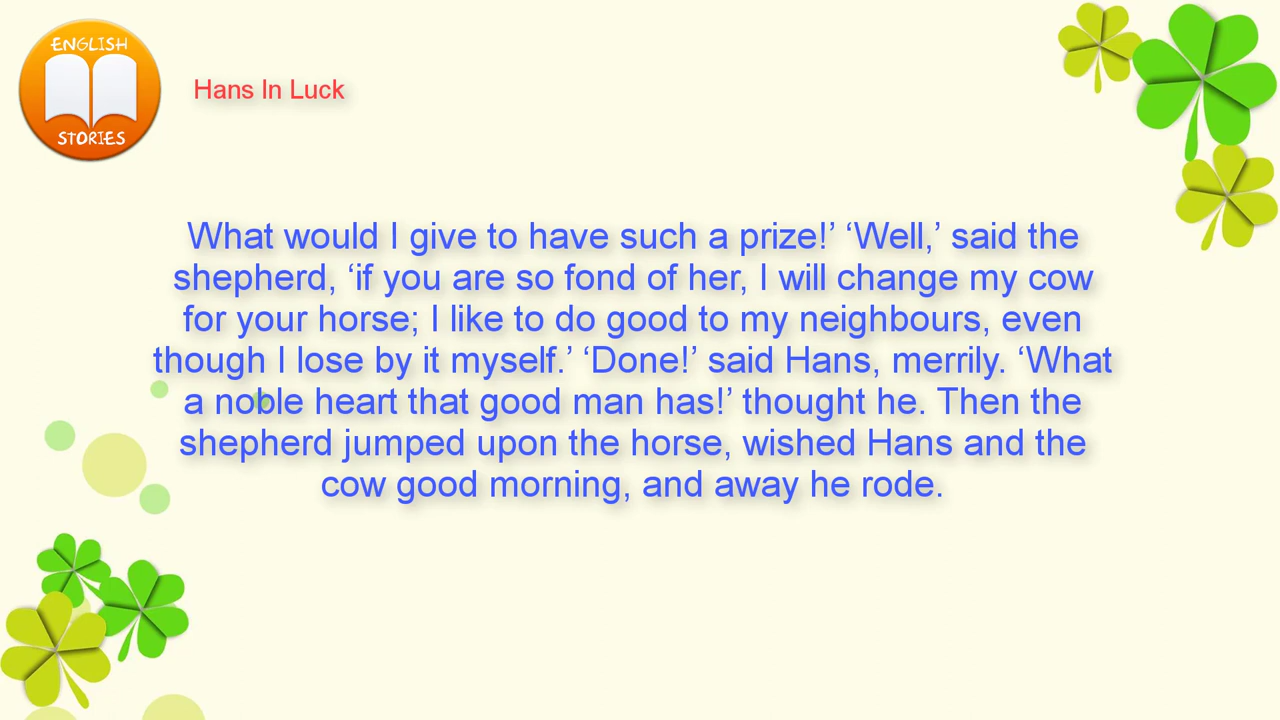 ENGLISH
STORIES
Hans In Luck
What would I give to have such a prize!’ ‘Well,’ said the
shepherd, ‘if you are so fond of her, I will change my cow
for your horse; I like to do good to my neighbours, even
though I lose by it myself.’ ‘Done!’ said Hans, merrily. ‘What
a noble heart that good man has!’ thought he. Then the
shepherd jumped upon the horse, wished Hans and the
cow good morning, and away he rode.